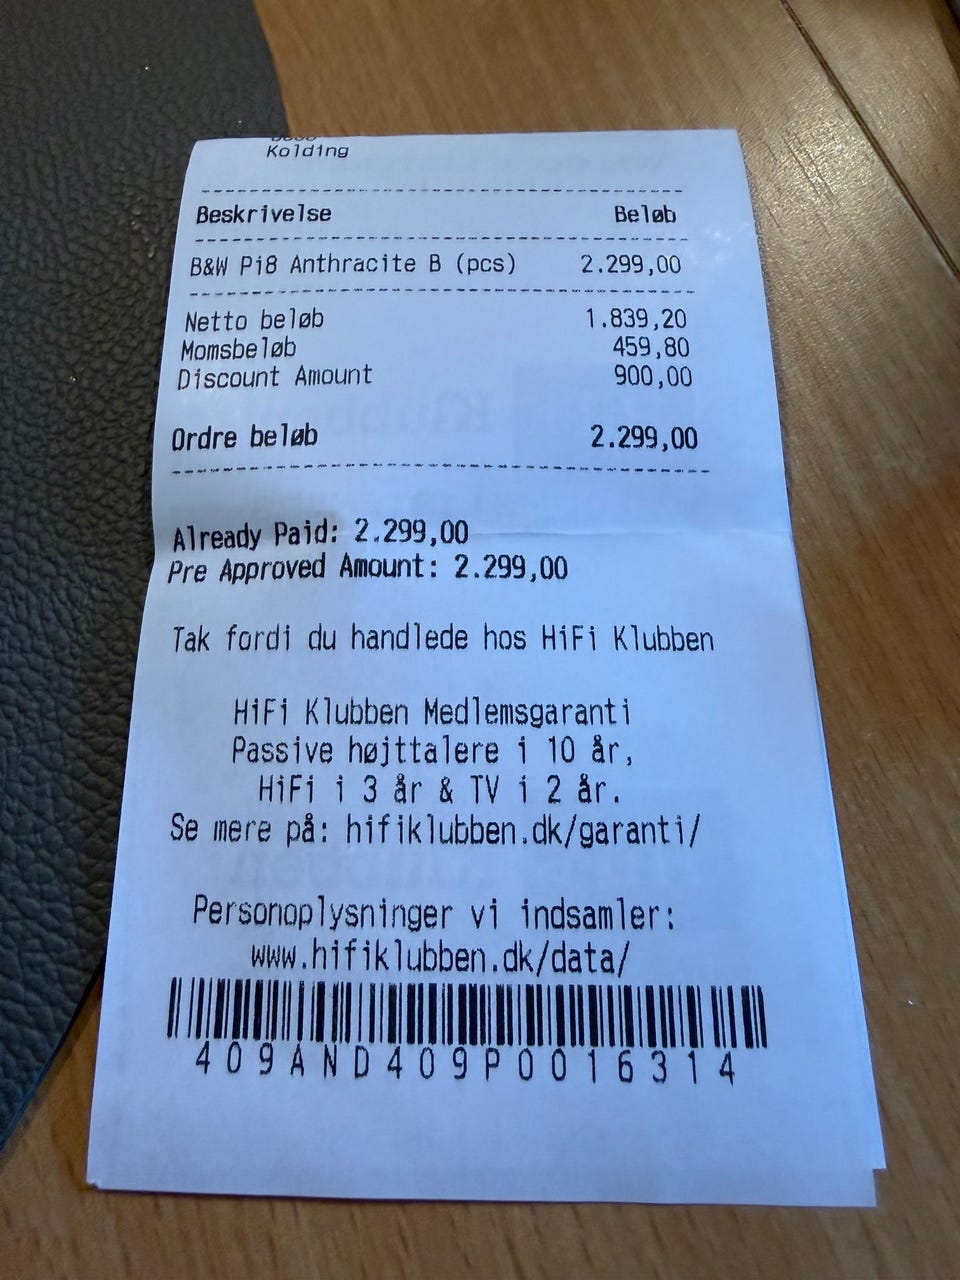 Kolding
Beskrivelse Beløb
B&W Pi8 Anthracite B (pcs) 2.299,00
Netto beløb 1.839,20
Momsbeløb 459,80
Discount Amount 900,00
Ordre beløb 2.299,00
Already Paid: 2.299,00
Pre Approved Amount: 2.299,00
Tak fordi du handlede hos HiFi Klubben
HiFi Klubben Medlemsgaranti
Passive højttalere i 10 år,
HiFi i 3 år & TV i 2 år.
Se mere på: hifiklubben.dk/garanti/
Personoplysninger vi indsamler:
www.hifiklubben.dk/data/
409AND409P0016314